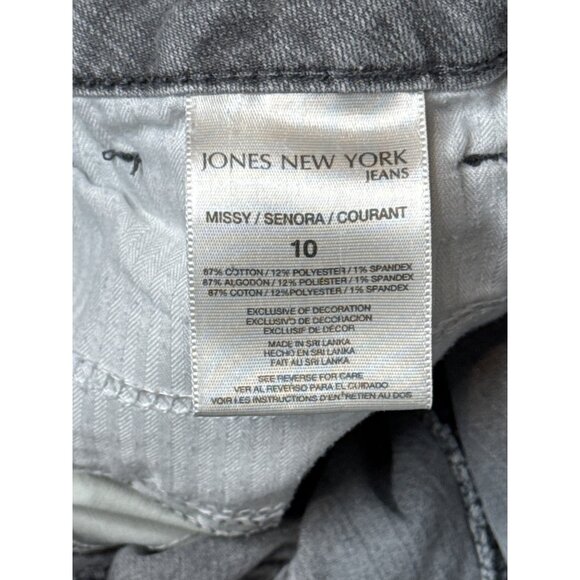 JONES NEW YORK
JEANS
MISSY / SENORA / COURANT
10
87% COTTON / 12% POLYESTER / 1% SPANDEX
87% ALGODÓN / 12% POLIÉSTER / 1% SPANDEX
87% COTON / 12% POLYESTER / 1% SPANDEX
EXCLUSIVE OF DECORATION
EXCLUSIVO DE DECORACION
EXCLUSIF DE DÉCOR
MADE IN SRI LANKA
HECHO EN SRI LANKA
FAIT AU SRI LANKA
SEE REVERSE FOR CARE
VER AL REVERSO PARA EL CUIDADO
VOIR LES INSTRUCTIONS D'ENTRETIEN AU DOS